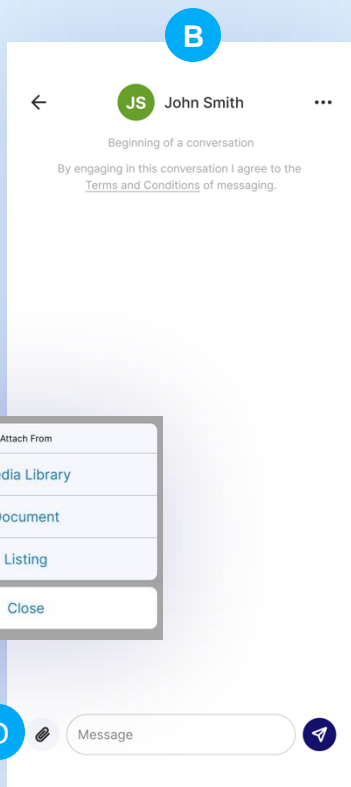 B
JS John Smith
Beginning of a conversation
By engaging in this conversation I agree to the
Terms and Conditions of messaging.
Attach From
Library
Listing
Close
Message